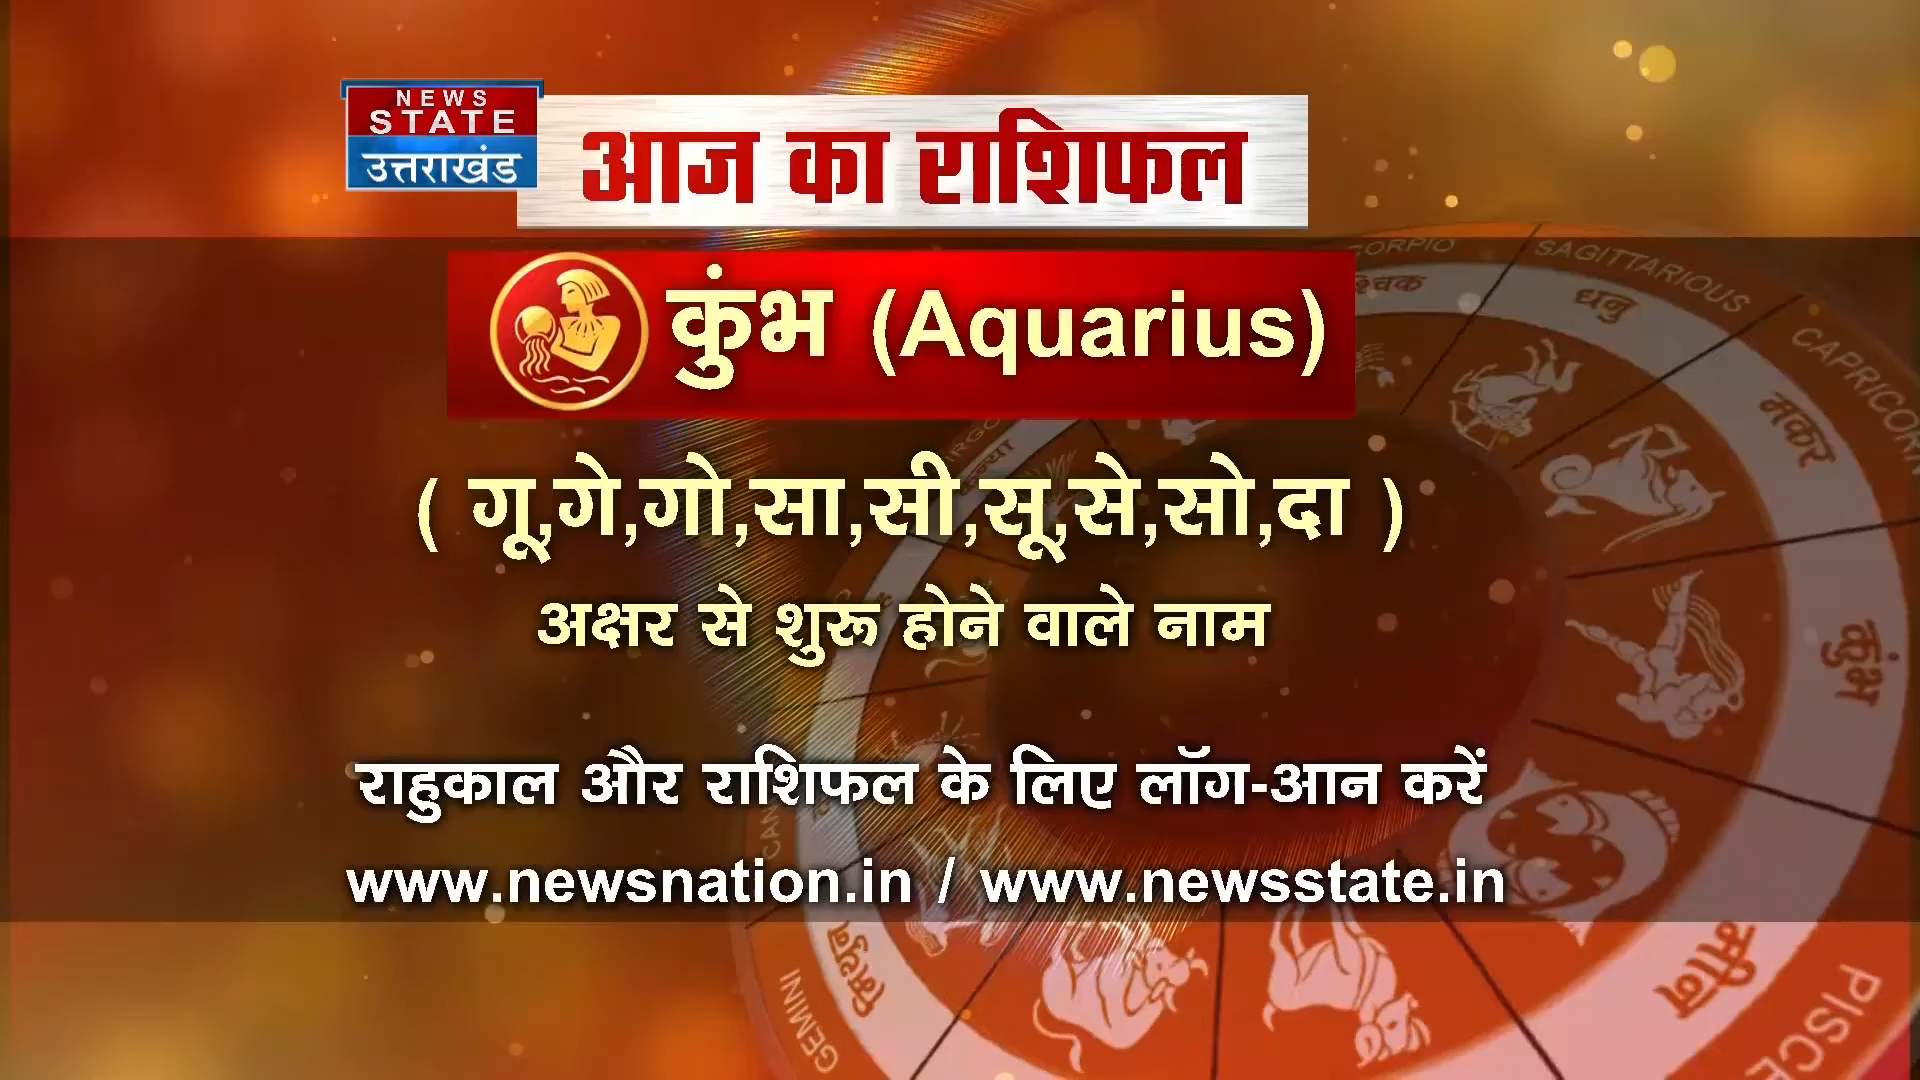 NEWS
STATE
उत्तराखंड
आज का राशिफल
कुंभ (Aquarius)
( गू,गे,गो,सा,सी,सू,से,सो,दा )
अक्षर से शुरू होने वाले नाम
राहुकाल और राशिफल के लिए लॉग-आन करें
www.newsnation.in / www.newsstate.in
SAGITTARIOUS
धनु
CAPRICORN
मकर
कुंभ
मीन
मिथुन
GEMINI